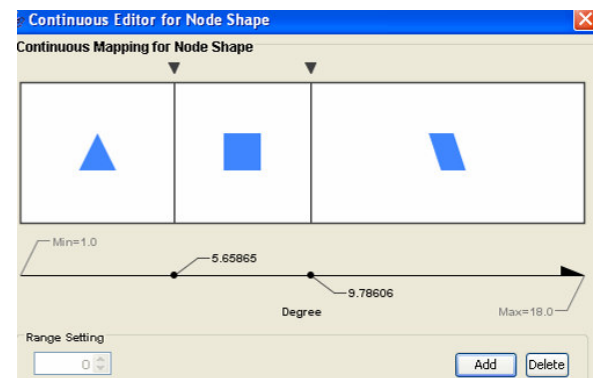 Continuous Editor for Node Shape
Continuous Mapping for Node Shape
Min=1.0
5.65865
9.78606
Degree
Max=18.0
Range Setting
0
Add
Delete